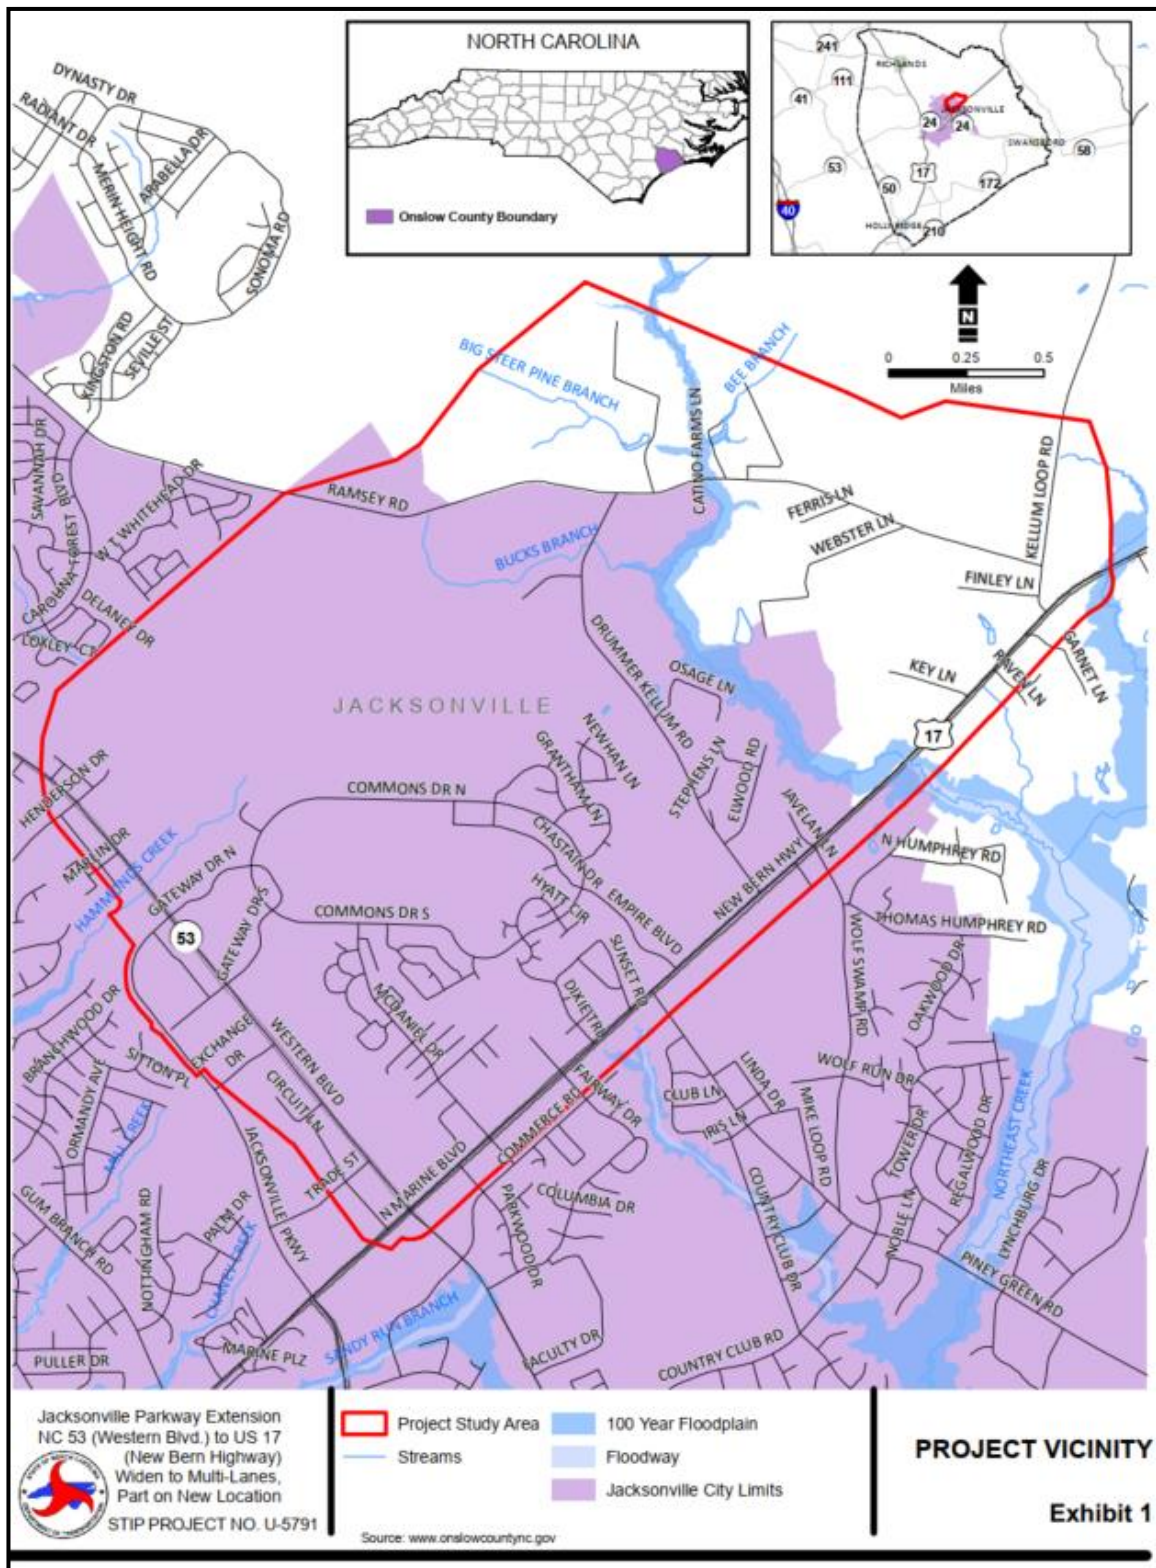 NORTH CAROLINA
Onslow County Boundary
241
RICHLANDS
111
41
JACKSONVILLE
24
24
SWANSBORO
58
53
17
50
172
40
HOLLY RIDGE
210
N
0
0.25
0.5
Miles
DYNASTY DR
RADIANT DR
ARABELLA DR
MERIN HEIGHT RD
SONOMA RD
KINGSTON RD
SEVILLE ST
BIG STEER PINE BRANCH
BEE BRANCH
CATINO FARMS LN
KELLUM LOOP RD
SAVANNAH DR
CAROLINA FOREST BLVD
W T WHITEHEAD DR
RAMSEY RD
FERRIS LN
WEBSTER LN
BUCKS BRANCH
FINLEY LN
DELANEY DR
LOXLEY CT
DRUMMER KELLUM RD
OSAGE LN
KEY LN
RAVEN LN
GARNET LN
JACKSONVILLE
17
NEWHAN LN
GRANTHAM LN
STEPHENS LN
ELWOOD RD
JAVELAN LN
HENDERSON DR
COMMONS DR N
CHASTAIN DR
MARLIN DR
HAMMONDS CREEK
GATEWAY DR N
HYATT CIR
EMPIRE BLVD
NEW BERN HWY
N HUMPHREY RD
COMMONS DR S
53
GATEWAY DR S
THOMAS HUMPHREY RD
SUNSET RD
WOLF SWAMP RD
OAKWOOD DR
BRANCHWOOD DR
MCDANIEL DR
EXCHANGE
DR
WESTERN BLVD
SITTON PL
ORMANDY AVE
CIRCUIT LN
FAIRWAY DR
COMMERCE RD
CLUB LN
LINDA DR
IRIS LN
MIKE LOOP RD
WOLF RUN DR
TOWER DR
REGALWOOD DR
NORTHEAST CREEK
LYNCHBURG DR
MILL CREEK
JACKSONVILLE PKWY
TRADE ST
N MARINE BLVD
PARKWOOD DR
COLUMBIA DR
COUNTRY CLUB DR
NOBLE LN
PINEY GREEN RD
GUM BRANCH RD
NOTTINGHAM RD
PALM DR
CHANEY CREEK
MARINE PLZ
PULLER DR
SANDY RUN BRANCH
FACULTY DR
COUNTRY CLUB RD
Jacksonville Parkway Extension
NC 53 (Western Blvd.) to US 17
(New Bern Highway)
Widen to Multi-Lanes,
Part on New Location
STIP PROJECT NO. U-5791
Project Study Area
Streams
100 Year Floodplain
Floodway
Jacksonville City Limits
Source: www.onslowcountync.gov
PROJECT VICINITY
Exhibit 1